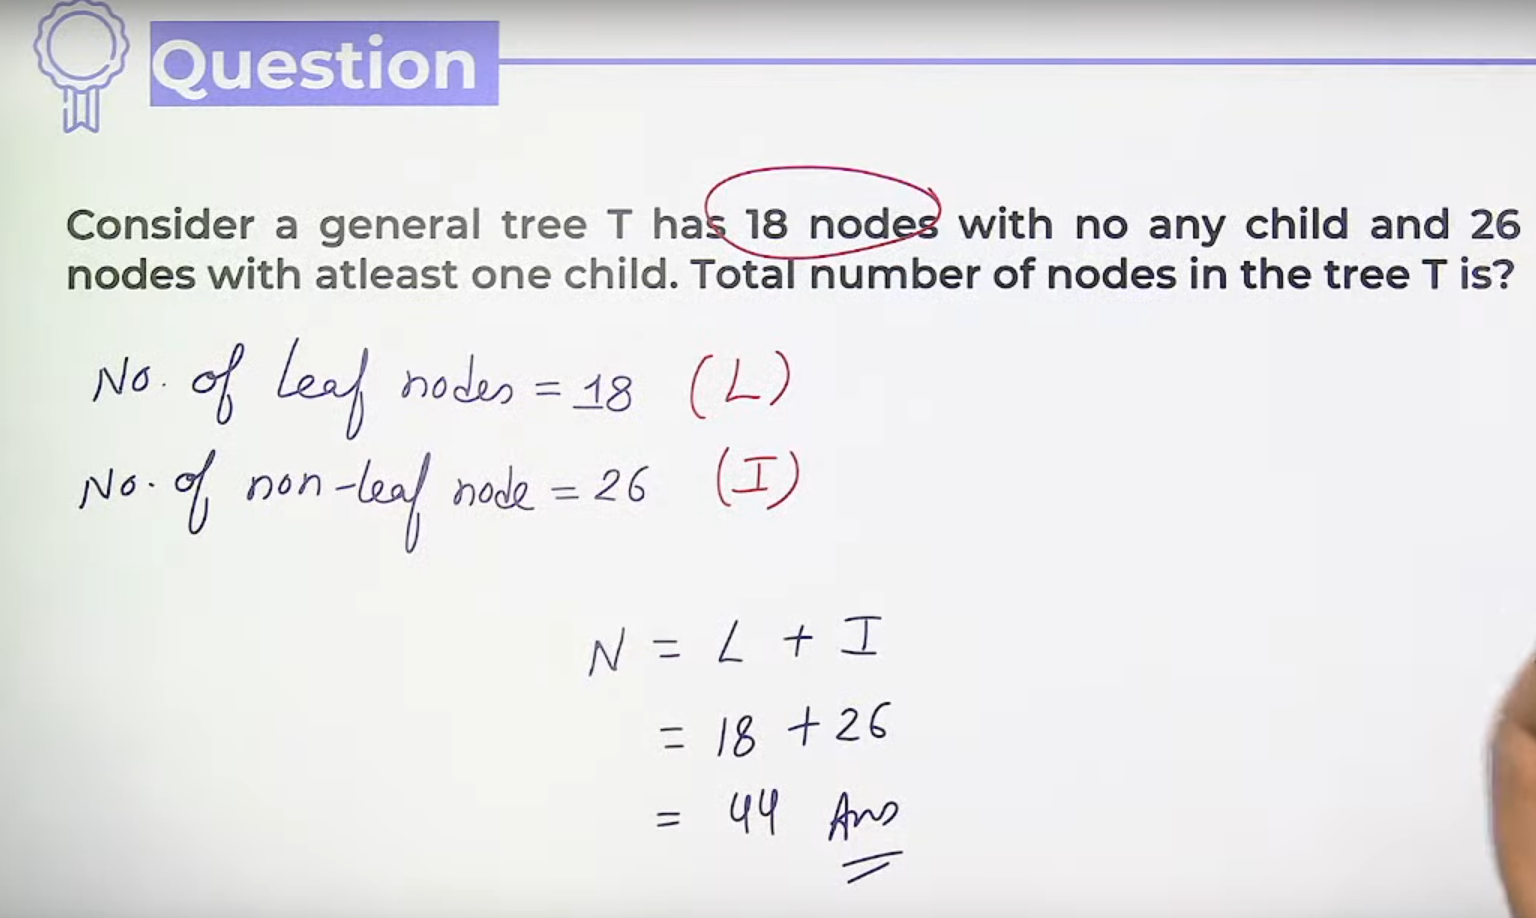 Question
Consider a general tree T has 18 nodes with no any child and 26
nodes with atleast one child. Total number of nodes in the tree T is?
No. of leaf nodes = 18 (L)
No. of non-leaf node = 26 (I)
N = L + I
= 18 + 26
= 44 Ans